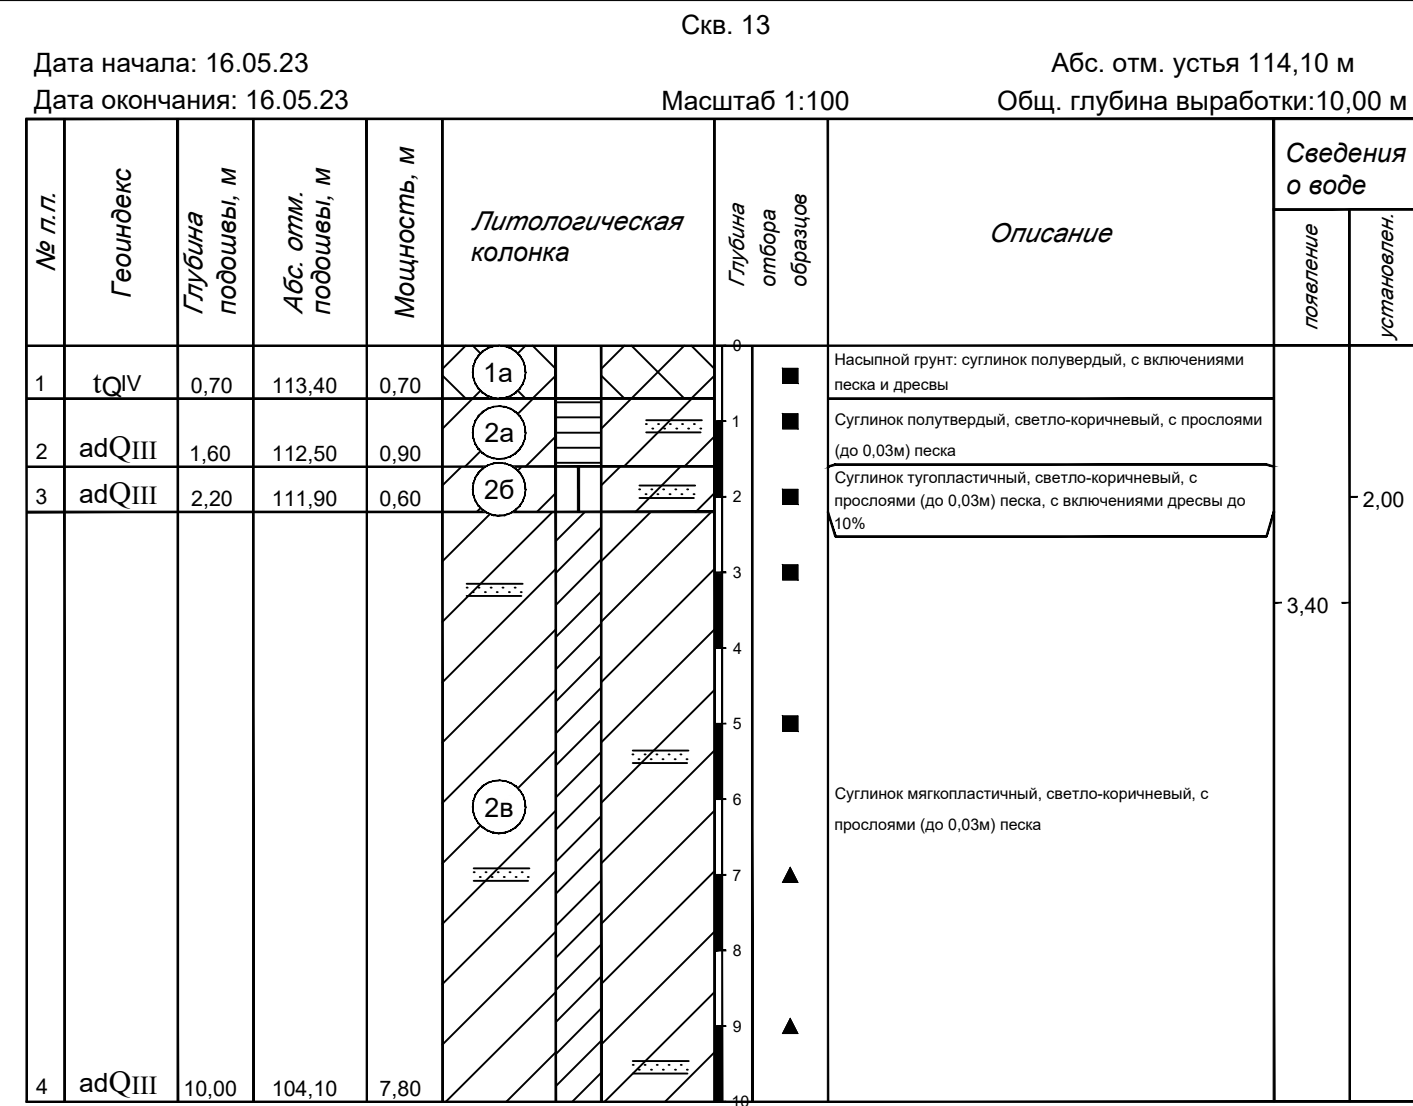 Скв. 13
Дата начала: 16.05.23
Абс. отм. устья 114,10 м
Дата окончания: 16.05.23
Масштаб 1:100
Общ. глубина выработки:10,00 м
№ п.п.
Геоиндекс
Глубина
подошвы, м
Абс. отм.
подошвы, м
Мощность, м
Литологическая
колонка
Глубина
отбора
образцов
Описание
Сведения
о воде
появление
установлен.
0
1 tQIV 0,70 113,40 0,70
1а
Насыпной грунт: суглинок полувердый, с включениями
песка и дресвы
2 adQIII 1,60 112,50 0,90
2а
1
Суглинок полутвердый, светло-коричневый, с прослоями
(до 0,03м) песка
3 adQIII 2,20 111,90 0,60
2б
2
Суглинок тугопластичный, светло-коричневый, с
прослоями (до 0,03м) песка, с включениями дресвы до
10%
2,00
3
3,40
4
5
6
2в
Суглинок мягкопластичный, светло-коричневый, с
прослоями (до 0,03м) песка
7
8
9
4 adQIII 10,00 104,10 7,80
10